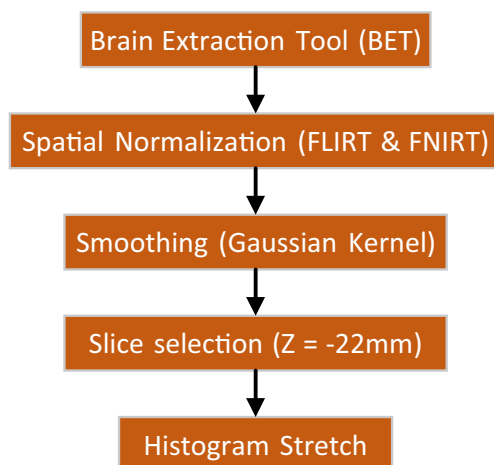 Brain Extraction Tool (BET)
Spatial Normalization (FLIRT & FNIRT)
Smoothing (Gaussian Kernel)
Slice selection (Z = -22mm)
Histogram Stretch